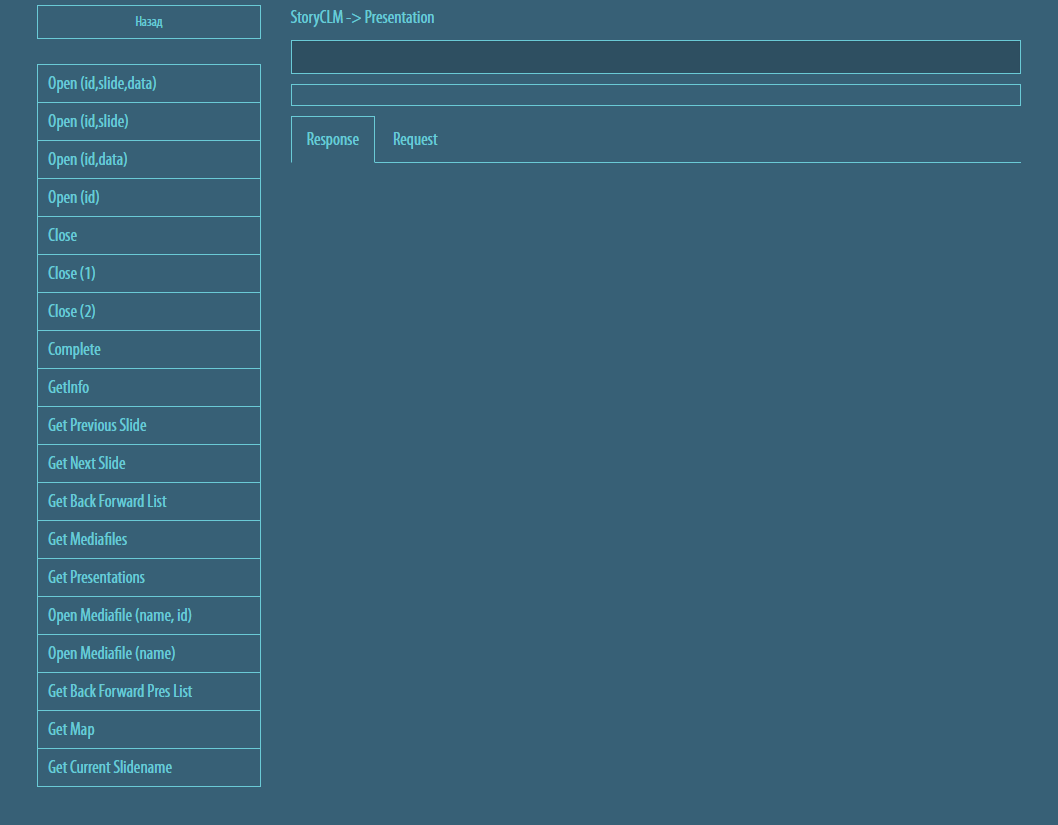 Назад
Open (id,slide,data)
Open (id,slide)
Open (id,data)
Open (id)
Close
Close (1)
Close (2)
Complete
GetInfo
Get Previous Slide
Get Next Slide
Get Back Forward List
Get Mediafiles
Get Presentations
Open Mediafile (name, id)
Open Mediafile (name)
Get Back Forward Pres List
Get Map
Get Current Slidename
StoryCLM -> Presentation
Response Request